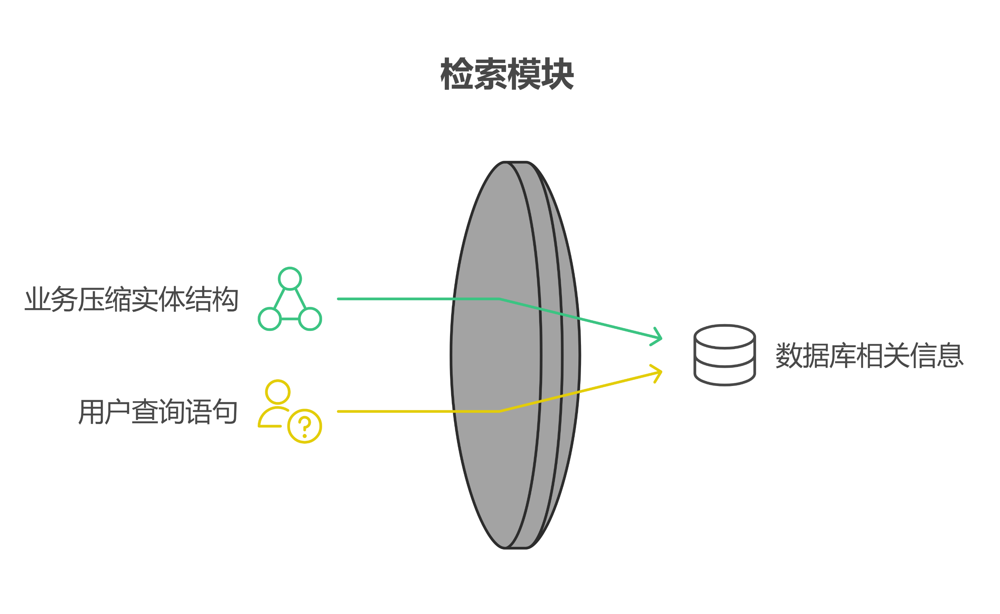 检索模块
业务压缩实体结构
数据库相关信息
用户查询语句